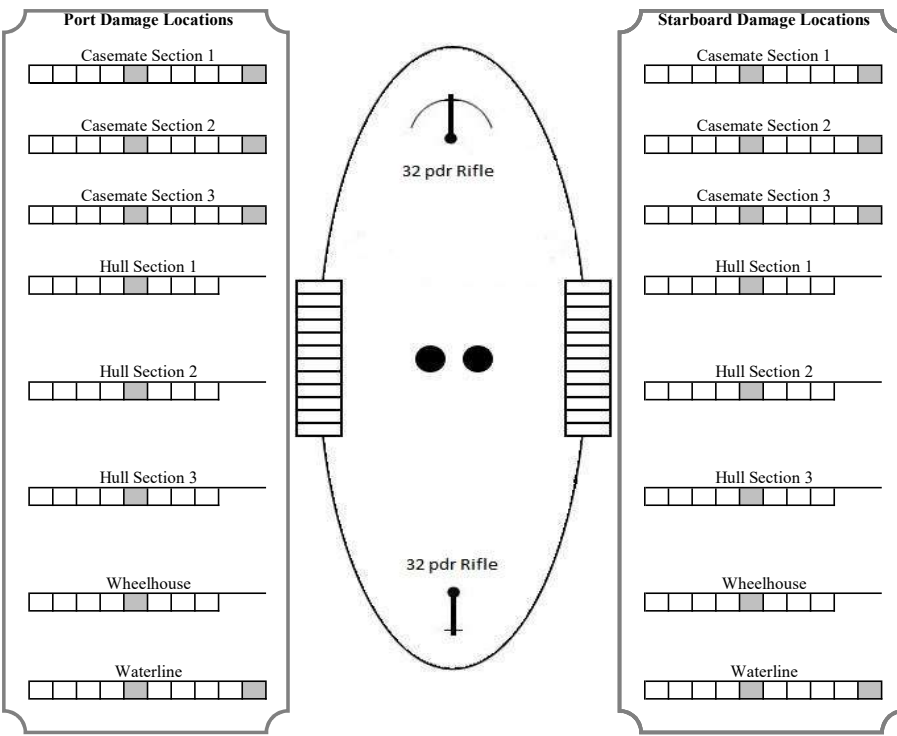 Port Damage Locations
Casemate Section 1
Casemate Section 2
Casemate Section 3
Hull Section 1
Hull Section 2
Hull Section 3
Wheelhouse
Waterline
32 pdr Rifle
32 pdr Rifle
Starboard Damage Locations
Casemate Section 1
Casemate Section 2
Casemate Section 3
Hull Section 1
Hull Section 2
Hull Section 3
Wheelhouse
Waterline